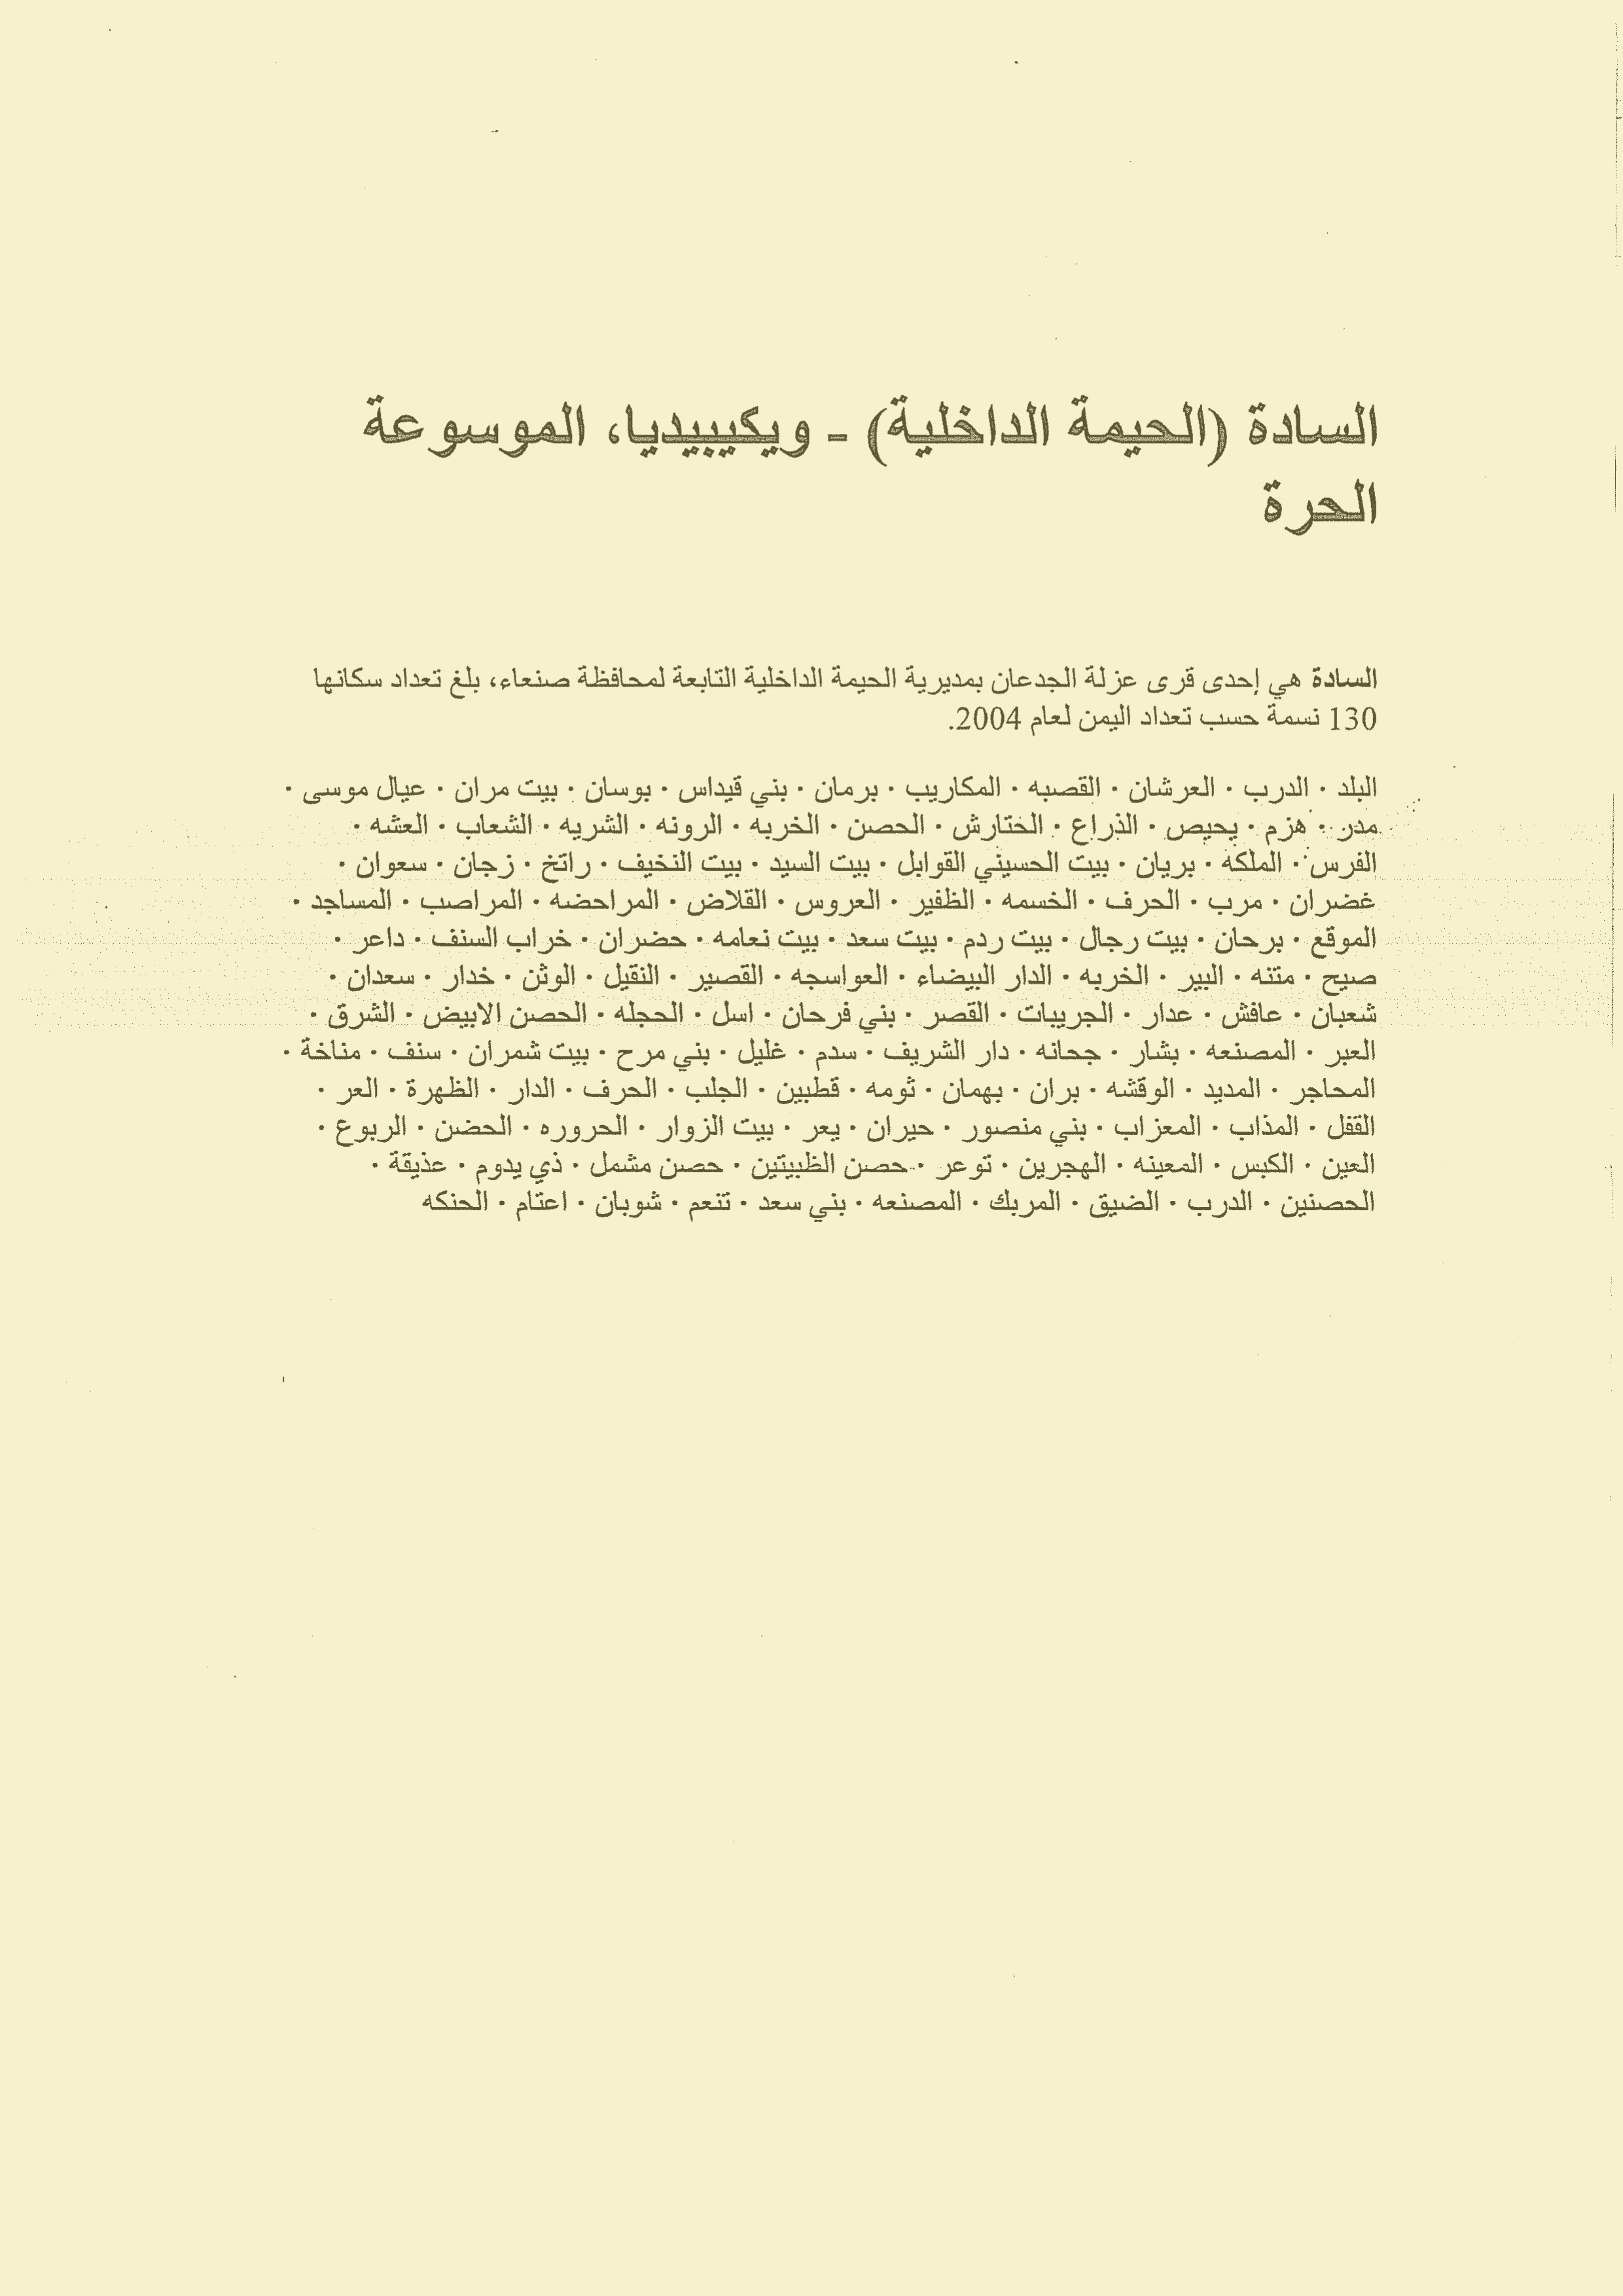 السادة (الحيمة الداخلية) - ويكيبيديا، الموسوعة
الحرة
السادة هي إحدى قرى عزلة الجدعان بمديرية الحيمة الداخلية التابعة لمحافظة صنعاء، بلغ تعداد سكانها
130 نسمة حسب تعداد اليمن لعام 2004.
البلد · الدرب · العرشان · القصبه · المكاريب · برمان · بني قيداس · بوسان · بيت مران · عيال موسى ·
مدر · هزم · يحيص · الذراع · الختارش · الحصن · الخربه · الرونه · الشريه · الشعاب · العشه ·
الفرس · الملكة · بريان · بيت الحسيني القوابل · بيت السيد · بيت النخيف · راتخ · زجان · سعوان ·
غضران · مرب · الحرف · الخسمه · الظفير · العروس · القلاض · المراحضه · المراصب · المساجد ·
الموقع · برحان · بيت رجال · بيت ردم · بيت سعد · بيت نعامه · حضران · خراب السنف · داعر ·
صيح · متنه · البير · الخربه · الدار البيضاء · العواسجه · القصير · النقيل · الوثن · خدار · سعدان ·
شعبان · عافش · عدار · الجريبات · القصر · بني فرحان · اسل · الحجله · الحصن الابيض · الشرق ·
العبر · المصنعه · بشار · جحانه · دار الشريف · سدم · غليل · بني مرح · بيت شمران · سنف · مناخة ·
المحاجر · المديد · الوقشه · بران · بهمان · ثومه · قطبين · الجلب · الحرف · الدار · الظهرة · العر ·
القفل · المذاب · المعزاب · بني منصور · حيران · يعر · بيت الزوار · الحروره · الحضن · الربوع ·
العين · الكبس · المعينه · الهجرين · توعر · حصن الظبيتين · حصن مشمل · ذي يدوم · عذيقة ·
الحصنين · الدرب · الضيق · المربك · المصنعه · بني سعد · تنعم · شوبان · اعتام · الحنكه